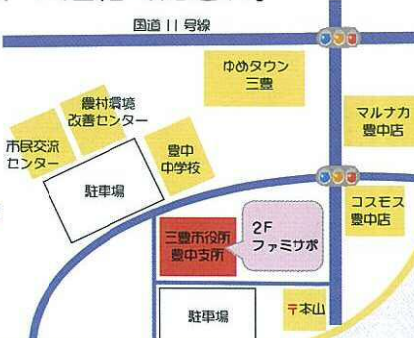 国道11号線
ゆめタウン
三豊
マルナカ
豊中店
農村環境
改善センター
市民交流
センター
豊中
中学校
駐車場
コスモス
豊中店
三豊市役所
豊中支所
2F
ファミサポ
駐車場
〒本山